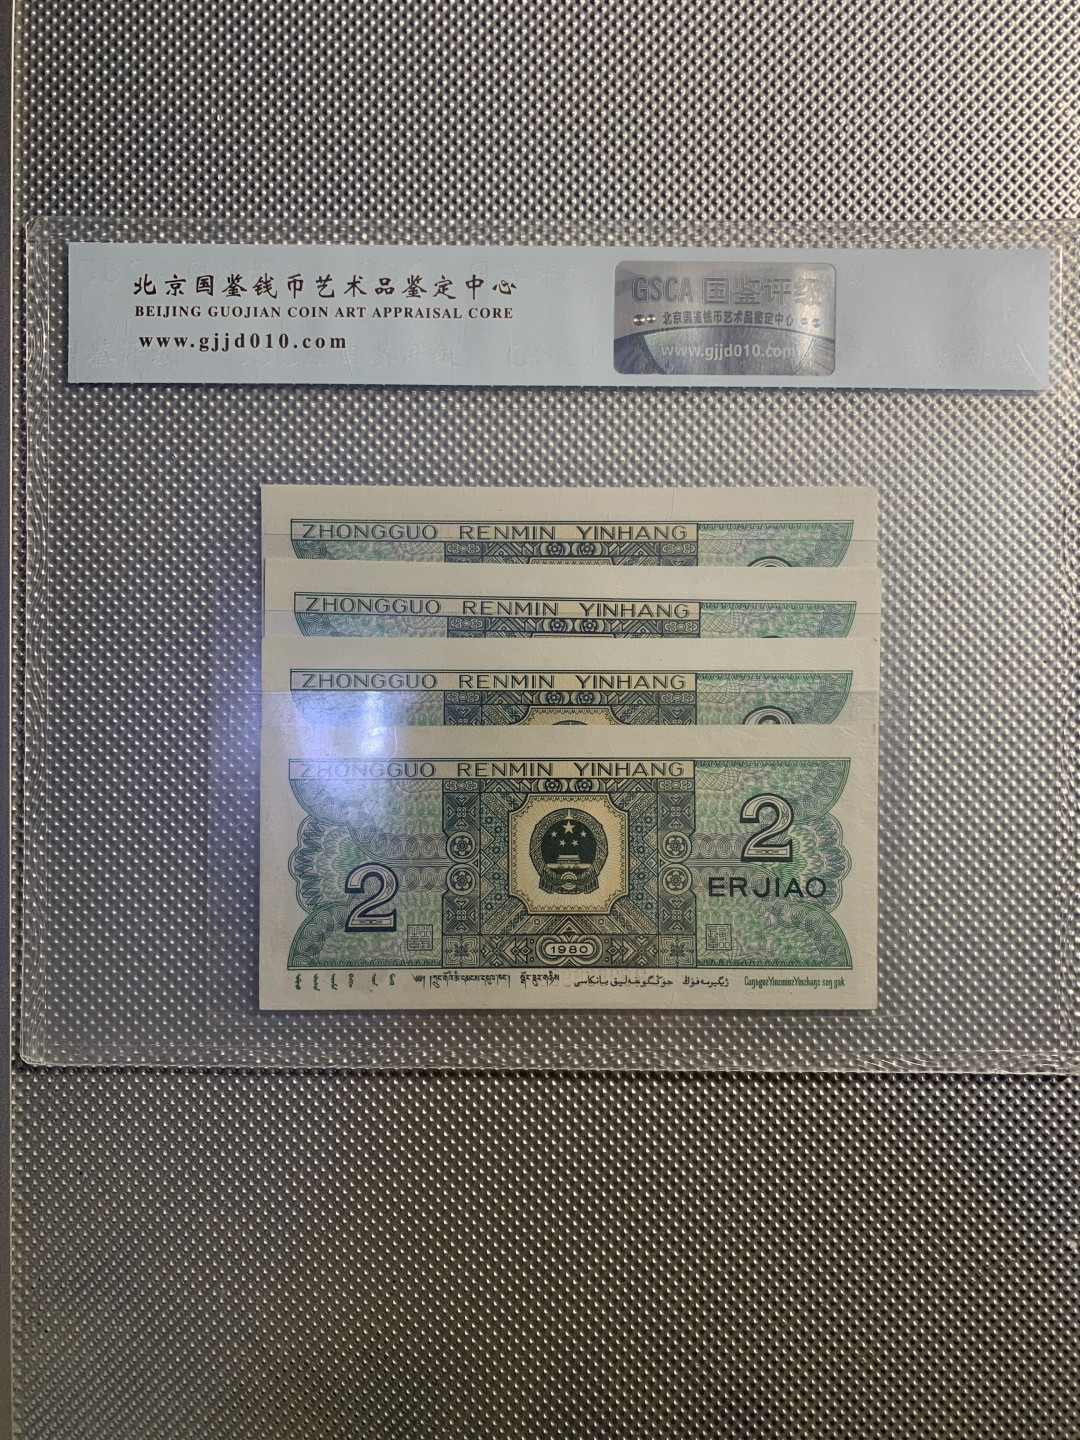 北京国鉴钱币艺术品鉴定中心
BEIJING GUOJIAN COIN ART APPRAISAL CORE
www.gjjd010.com
GSCA 国鉴评级
北京国鉴钱币艺术品鉴定中心
www.gjjd010.com
ZHONGGUO RENMIN YINHANG
ZHONGGUO RENMIN YINHANG
ZHONGGUO RENMIN YINHANG
2
ZHONGGUO RENMIN YINHANG
2
2
ERJIAO
1980